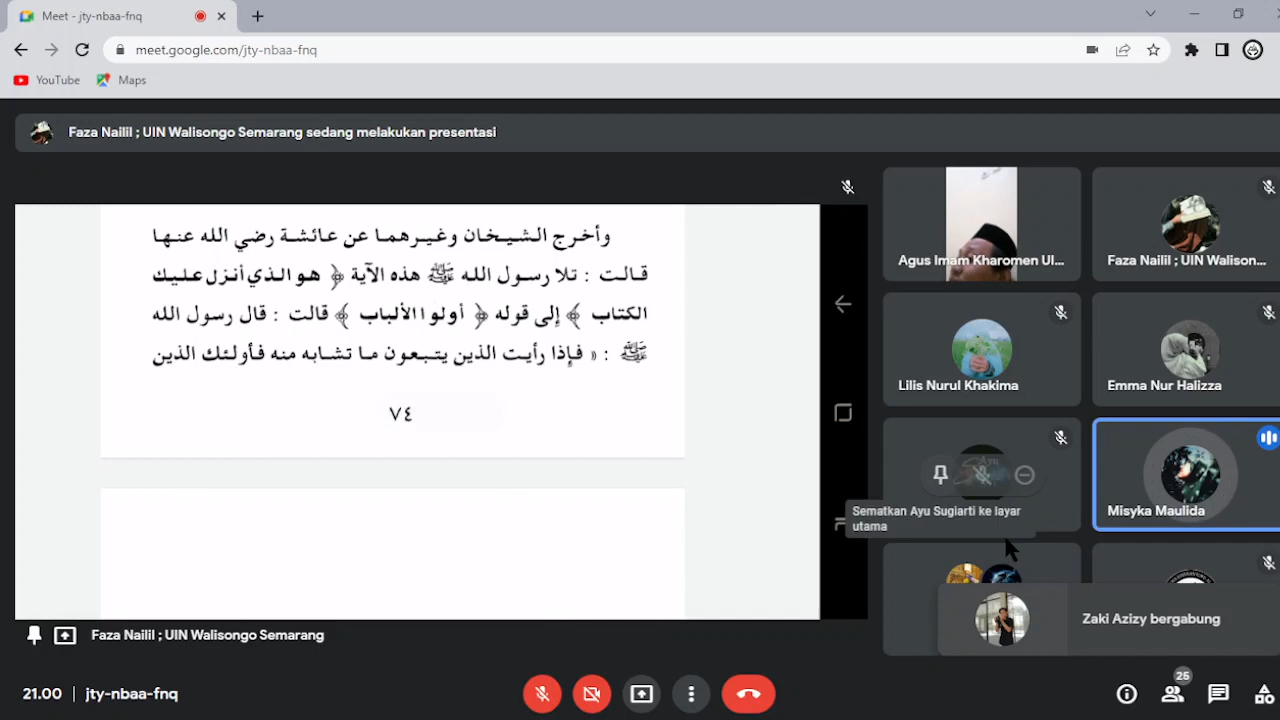 Meet - jty-nbaa-fnq
meet.google.com/jty-nbaa-fnq
YouTube
Maps
Faza Nailil ; UIN Walisongo Semarang sedang melakukan presentasi
وأخرج الشيخان وغيرهما عن عائشة رضي الله عنها
قالت : تلا رسول الله ﷺ هذه الآية ﴿ هو الذي أنزل عليك
الكتاب ﴾ إلى قوله ﴿ أولوا الألباب ﴾ قالت : قال رسول الله
ﷺ : « فإذا رأيت الذين يتبعون ما تشابه منه فأولئك الذين
٧٤
Agus Imam Kharomen UI...
Faza Nailil ; UIN Walison...
Lilis Nurul Khakima
Emma Nur Halizza
Sematkan Ayu Sugiarti ke layar
utama
Misyka Maulida
Zaki Azizy bergabung
Faza Nailil ; UIN Walisongo Semarang
21.00 | jty-nbaa-fnq
25